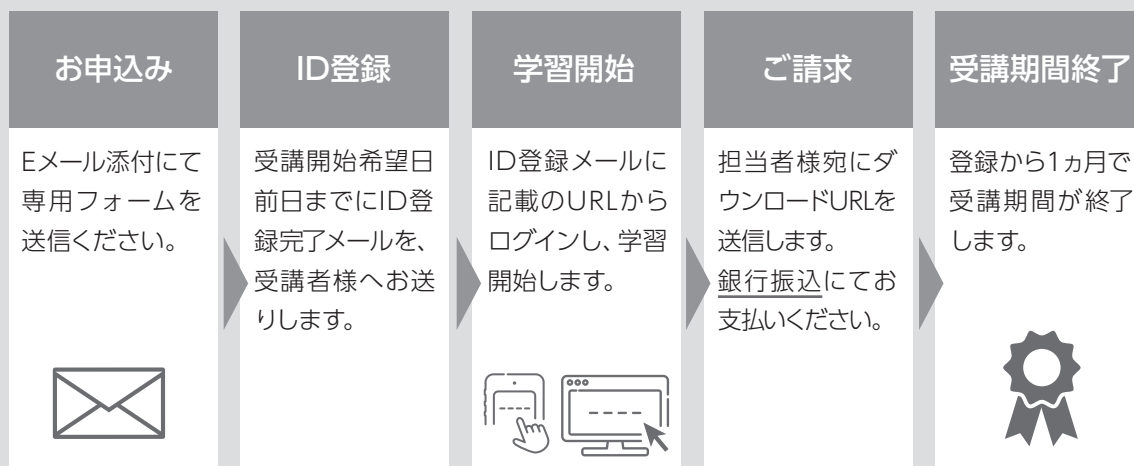 お申込み
Eメール添付にて
専用フォームを
送信ください。
ID登録
受講開始希望日
前日までにID登
録完了メールを、
受講者様へお送
りします。
学習開始
ID登録メールに
記載のURLから
ログインし、学習
開始します。
ご請求
担当者様宛にダ
ウンロードURLを
送信します。
銀行振込にてお
支払いください。
受講期間終了
登録から1ヵ月で
受講期間が終了
します。